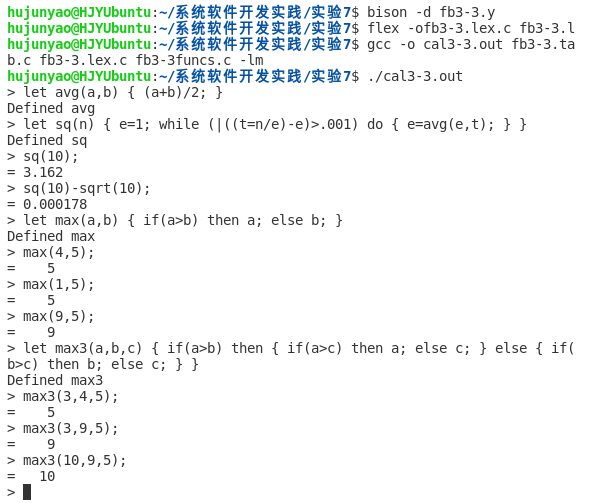 hujunyao@HJYUbuntu:~/系统软件开发实践/实验7$ bison -d fb3-3.y
hujunyao@HJYUbuntu:~/系统软件开发实践/实验7$ flex -ofb3-3.lex.c fb3-3.l
hujunyao@HJYUbuntu:~/系统软件开发实践/实验7$ gcc -o cal3-3.out fb3-3.ta
b.c fb3-3.lex.c fb3-3funcs.c -lm
hujunyao@HJYUbuntu:~/系统软件开发实践/实验7$ ./cal3-3.out
> let avg(a,b) { (a+b)/2; }
Defined avg
> let sq(n) { e=1; while (|((t=n/e)-e)>.001) do { e=avg(e,t); } }
Defined sq
> sq(10);
= 3.162
> sq(10)-sqrt(10);
= 0.000178
> let max(a,b) { if(a>b) then a; else b; }
Defined max
> max(4,5);
=    5
> max(1,5);
=    5
> max(9,5);
=    9
> let max3(a,b,c) { if(a>b) then { if(a>c) then a; else c; } else { if(
b>c) then b; else c; } }
Defined max3
> max3(3,4,5);
=    5
> max3(3,9,5);
=    9
> max3(10,9,5);
=   10
>